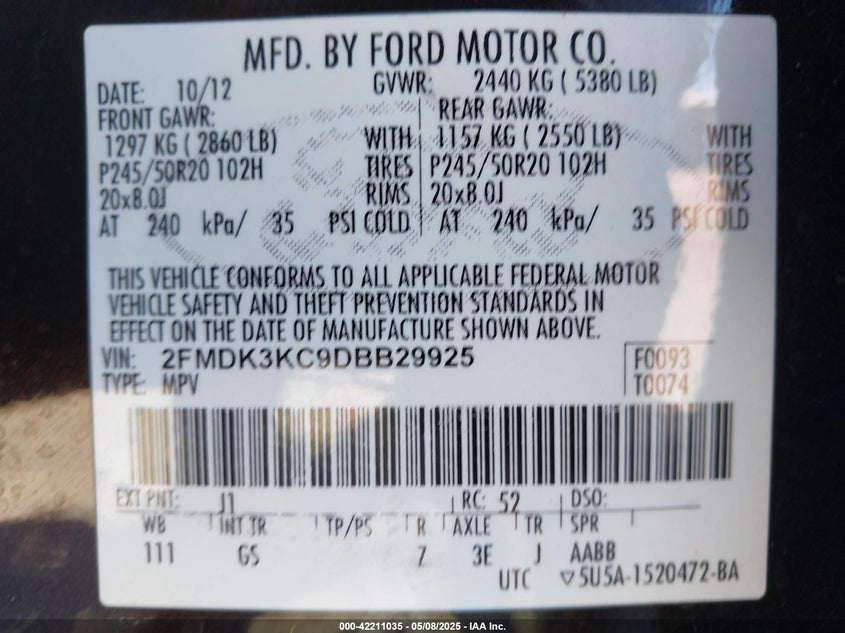 MFD. BY FORD MOTOR CO.
DATE: 10/12 GVWR: 2440 KG ( 5380 LB)
FRONT GAWR: REAR GAWR:
1297 KG ( 2860 LB) WITH 1157 KG ( 2550 LB) WITH
P245/50R20 102H TIRES P245/50R20 102H TIRES
20x8.0J RIMS 20x8.0J RIMS
AT 240 kPa/ 35 PSI COLD AT 240 kPa/ 35 PSI COLD
THIS VEHICLE CONFORMS TO ALL APPLICABLE FEDERAL MOTOR
VEHICLE SAFETY AND THEFT PREVENTION STANDARDS IN
EFFECT ON THE DATE OF MANUFACTURE SHOWN ABOVE.
VIN: 2FMDK3KC9DBB29925 F0093
TYPE: MPV T0074
EXT PNT: J1 RC: 52 DSO:
WB INT TR TP/PS R AXLE TR SPR
111 GS Z 3E J AABB
UTC ▽5U5A-1520472-BA
000-42211035 - 05/08/2025 - IAA Inc.